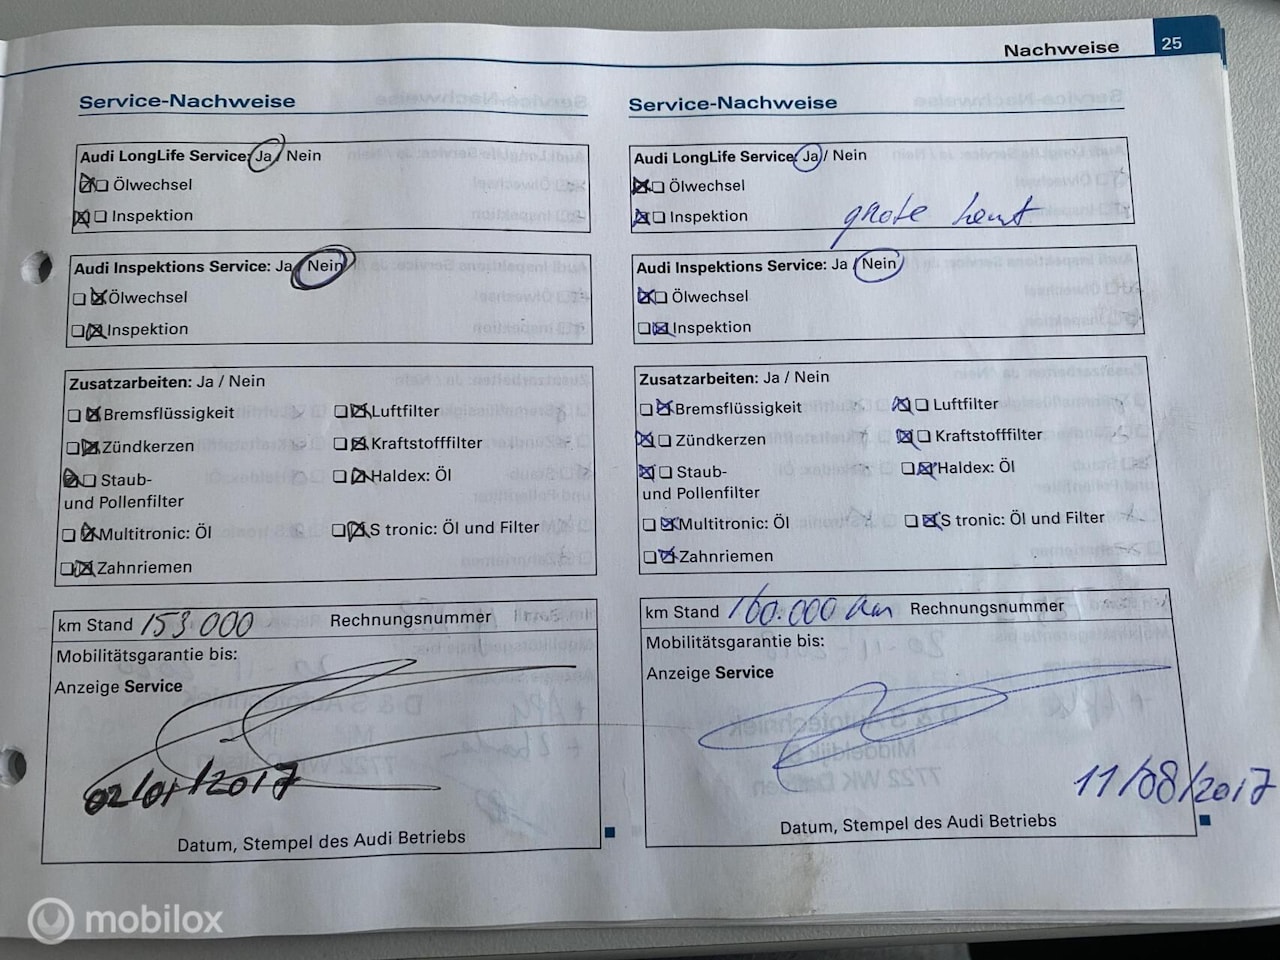 Nachweise 25
Service-Nachweise
Audi LongLife Service: Ja / Nein
Ölwechsel
Inspektion
Audi Inspektions Service: Ja / Nein
Ölwechsel
Inspektion
Zusatzarbeiten: Ja / Nein
Bremsflüssigkeit Luftfilter
Zündkerzen Kraftstofffilter
Staub- Haldex: Öl
und Pollenfilter
Multitronic: Öl S tronic: Öl und Filter
Zahnriemen
km Stand 153.000 Rechnungsnummer
Mobilitätsgarantie bis:
Anzeige Service
02/01/2017
Datum, Stempel des Audi Betriebs
Service-Nachweise
Audi LongLife Service: Ja / Nein
Ölwechsel
Inspektion grote
Audi Inspektions Service: Ja / Nein
Ölwechsel
Inspektion
Zusatzarbeiten: Ja / Nein
Bremsflüssigkeit Luftfilter
Zündkerzen Kraftstofffilter
Staub- Haldex: Öl
und Pollenfilter
Multitronic: Öl S tronic: Öl und Filter
Zahnriemen
km Stand 160.000 km Rechnungsnummer
Mobilitätsgarantie bis:
Anzeige Service
11/08/2017
Datum, Stempel des Audi Betriebs
mobilox